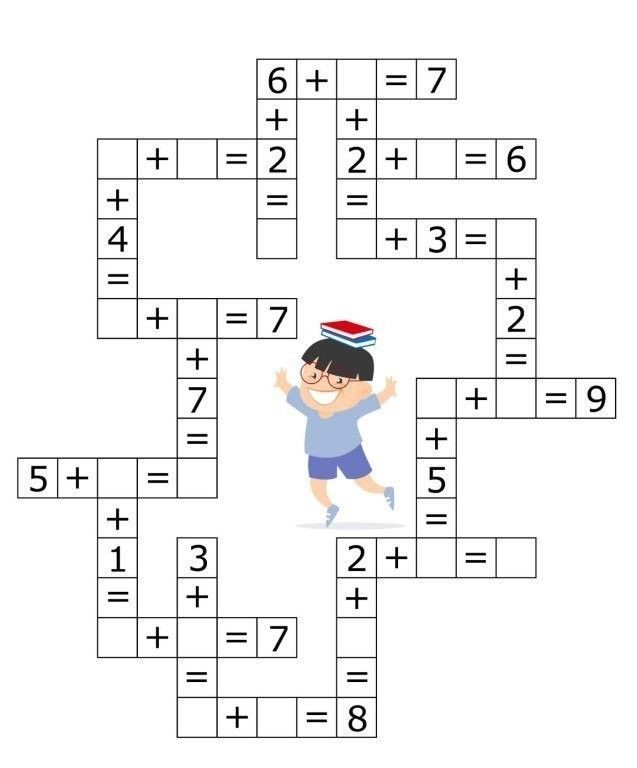 6 + = 7
+ +
+ = 2 2 + = 6
+ = =
4 + 3 =
= +
+ = 7 2
+ =
7 + = 9
= +
5 + = 5
+ =
1 3 2 + =
= + +
+ = 7
= =
+ = 8